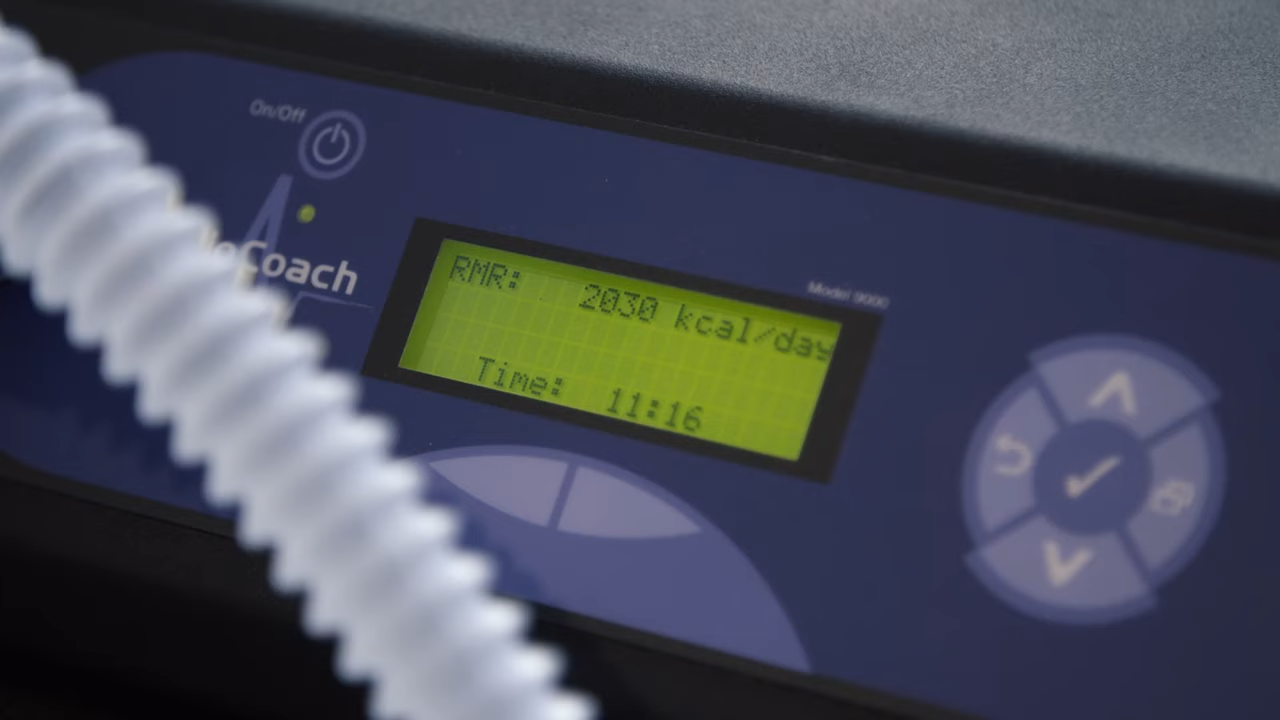 On/Off
Coach
Model 9000
RMR: 2030 kcal/day
Time: 11:16